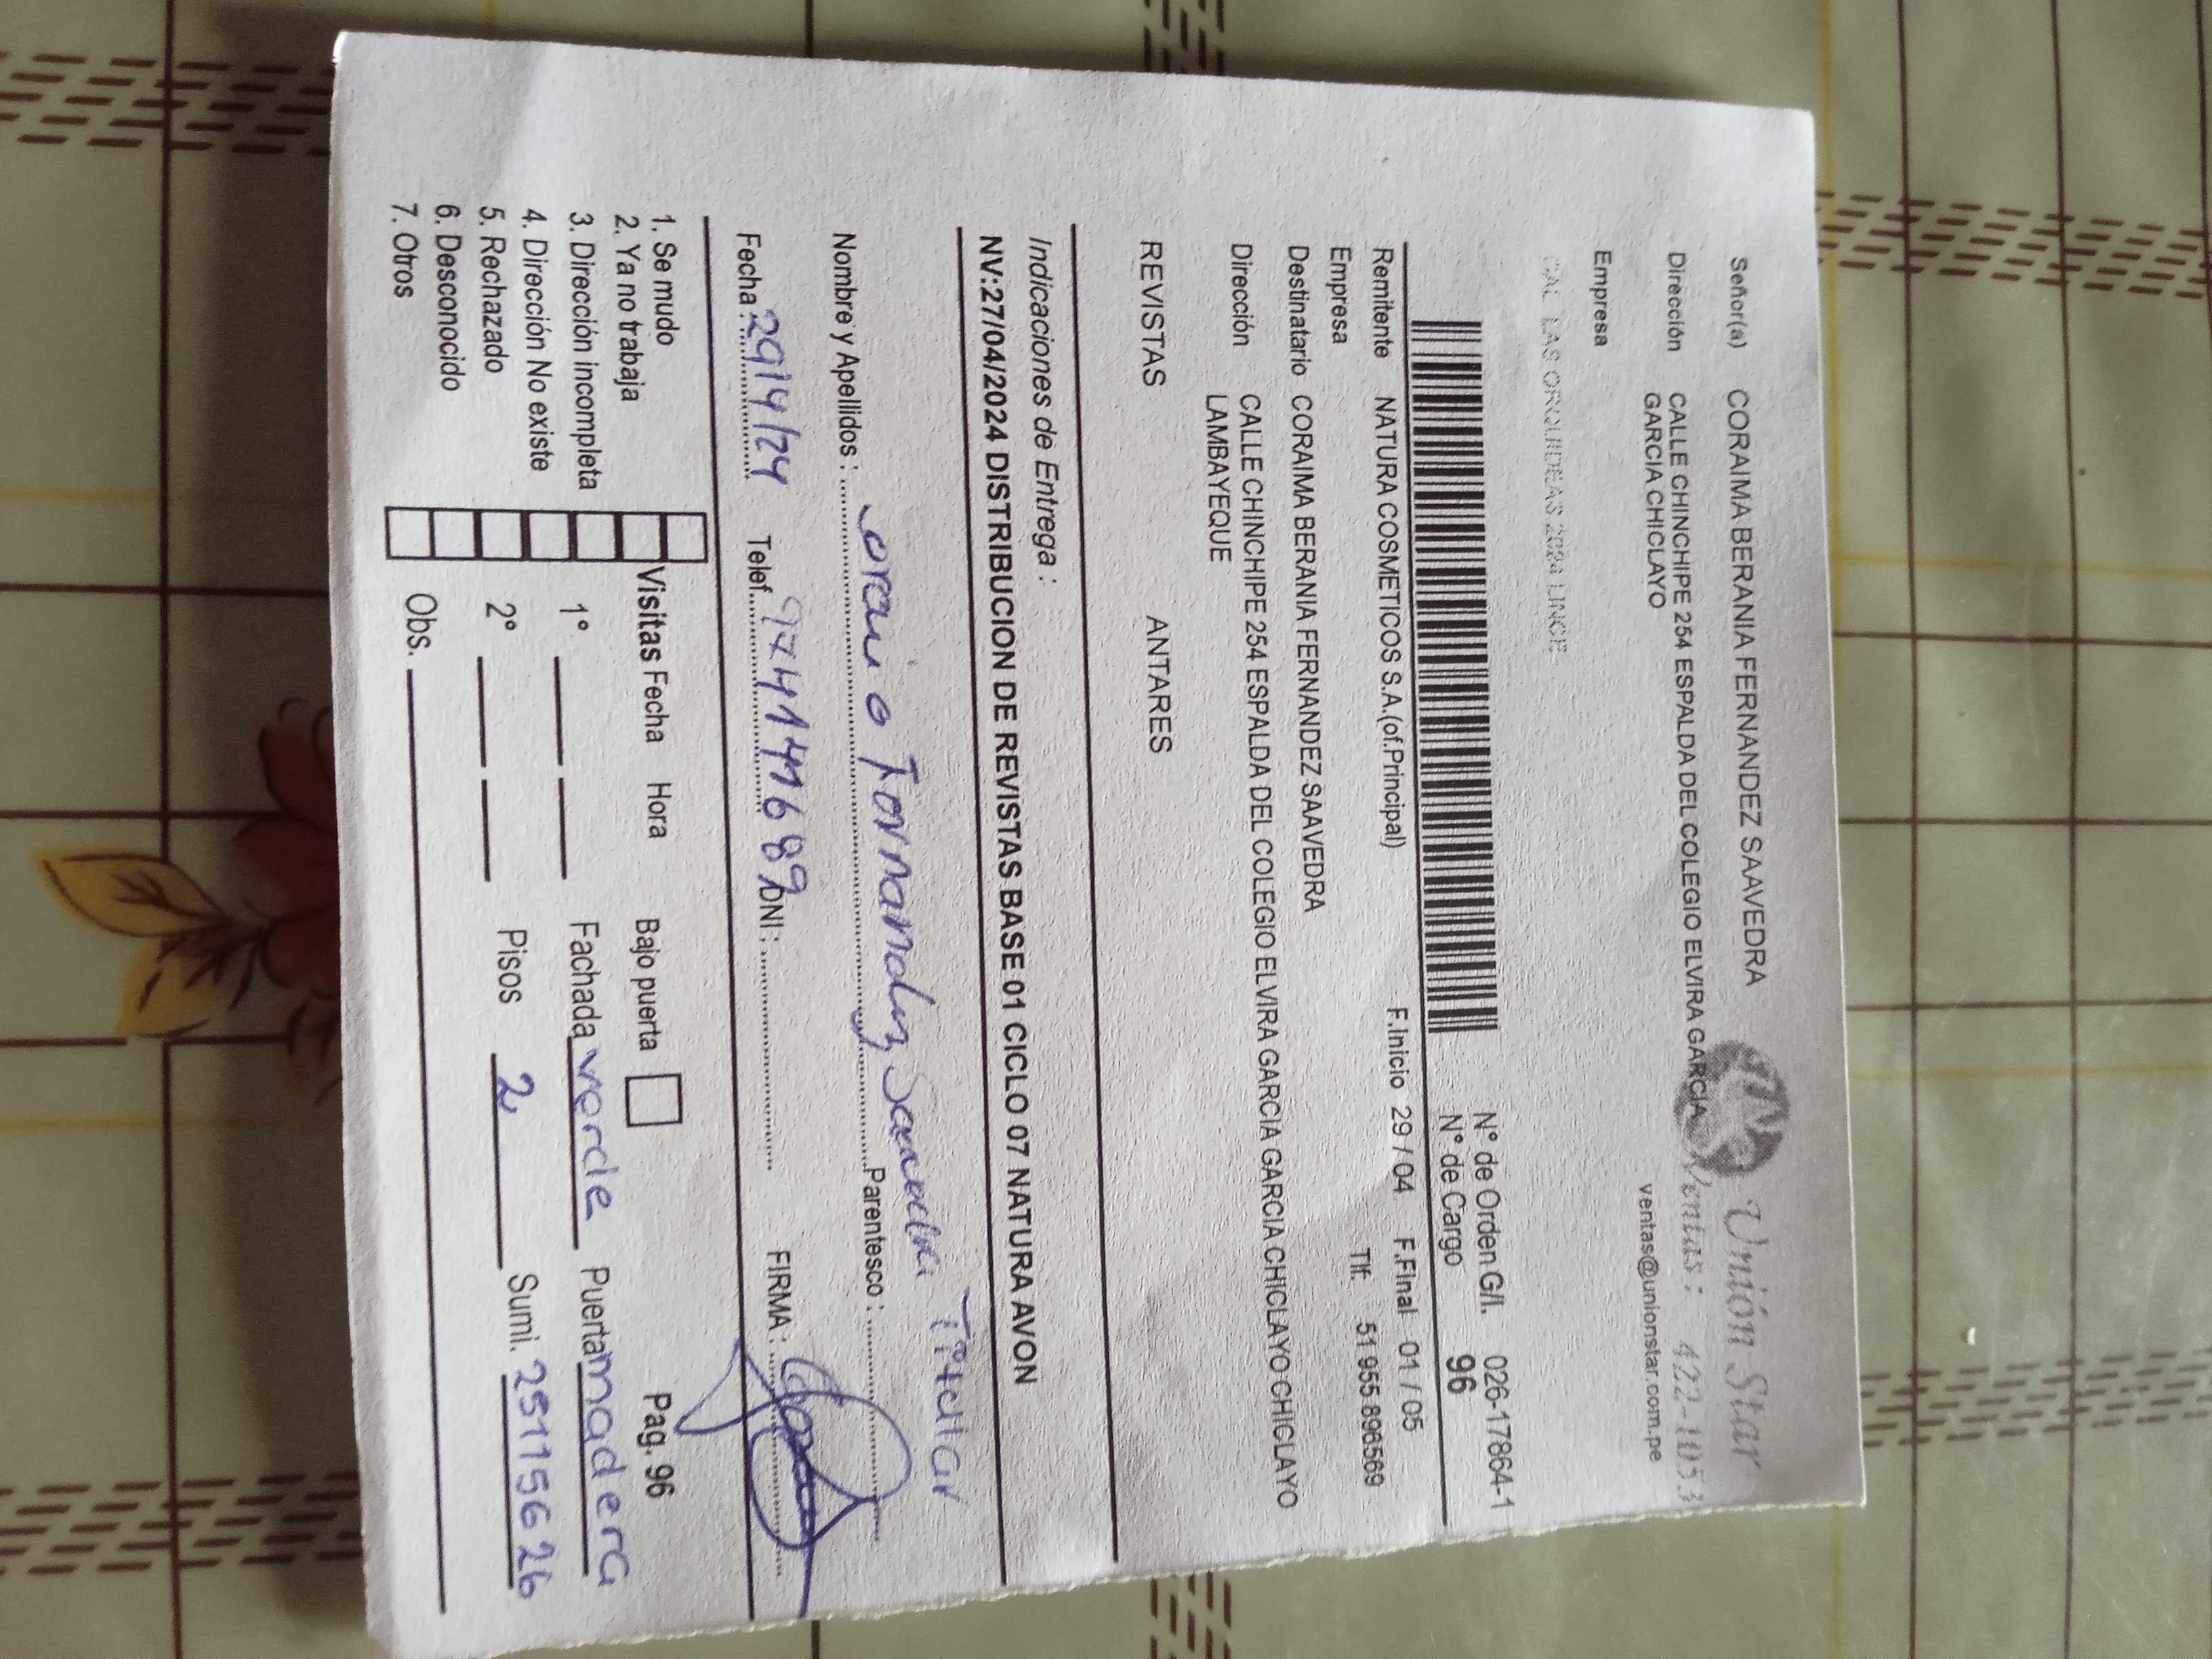 Señor(a) CORAIMA BERANIA FERNANDEZ SAAVEDRA
Unión Star
Dirección CALLE CHINCHIPE 254 ESPALDA DEL COLEGIO ELVIRA GARCIA
GARCIA CHICLAYO
Ventas: 422-1053
ventas@unionstar.com.pe
Empresa
CAL LAS ORQUIDEAS 2624 LINCE
N° de Orden G/I. 026-17864-1
N° de Cargo 96
Remitente NATURA COSMETICOS S.A.(of.Principal) F.Inicio 29 / 04 F.Final 01 / 05
Empresa Tlf. 51 955 896569
Destinatario CORAIMA BERANIA FERNANDEZ SAAVEDRA
Dirección CALLE CHINCHIPE 254 ESPALDA DEL COLEGIO ELVIRA GARCIA GARCIA CHICLAYO-CHICLAYO
LAMBAYEQUE
REVISTAS ANTARES
Indicaciones de Entrega :
NV:27/04/2024 DISTRIBUCION DE REVISTAS BASE 01 CICLO 07 NATURA AVON
Titular
Nombre y Apellidos : Fernandez Saavedra Parentesco :
Fecha : 29/4/24 Telef. DNI : FIRMA :
1. Se mudo
2. Ya no trabaja
3. Dirección incompleta
4. Dirección No existe
5. Rechazado
6. Desconocido
7. Otros
Visitas Fecha Hora Bajo puerta Pag. 96
1° Fachada verde Puerta madera
2° Pisos 2 Sumi. 25115626
Obs.